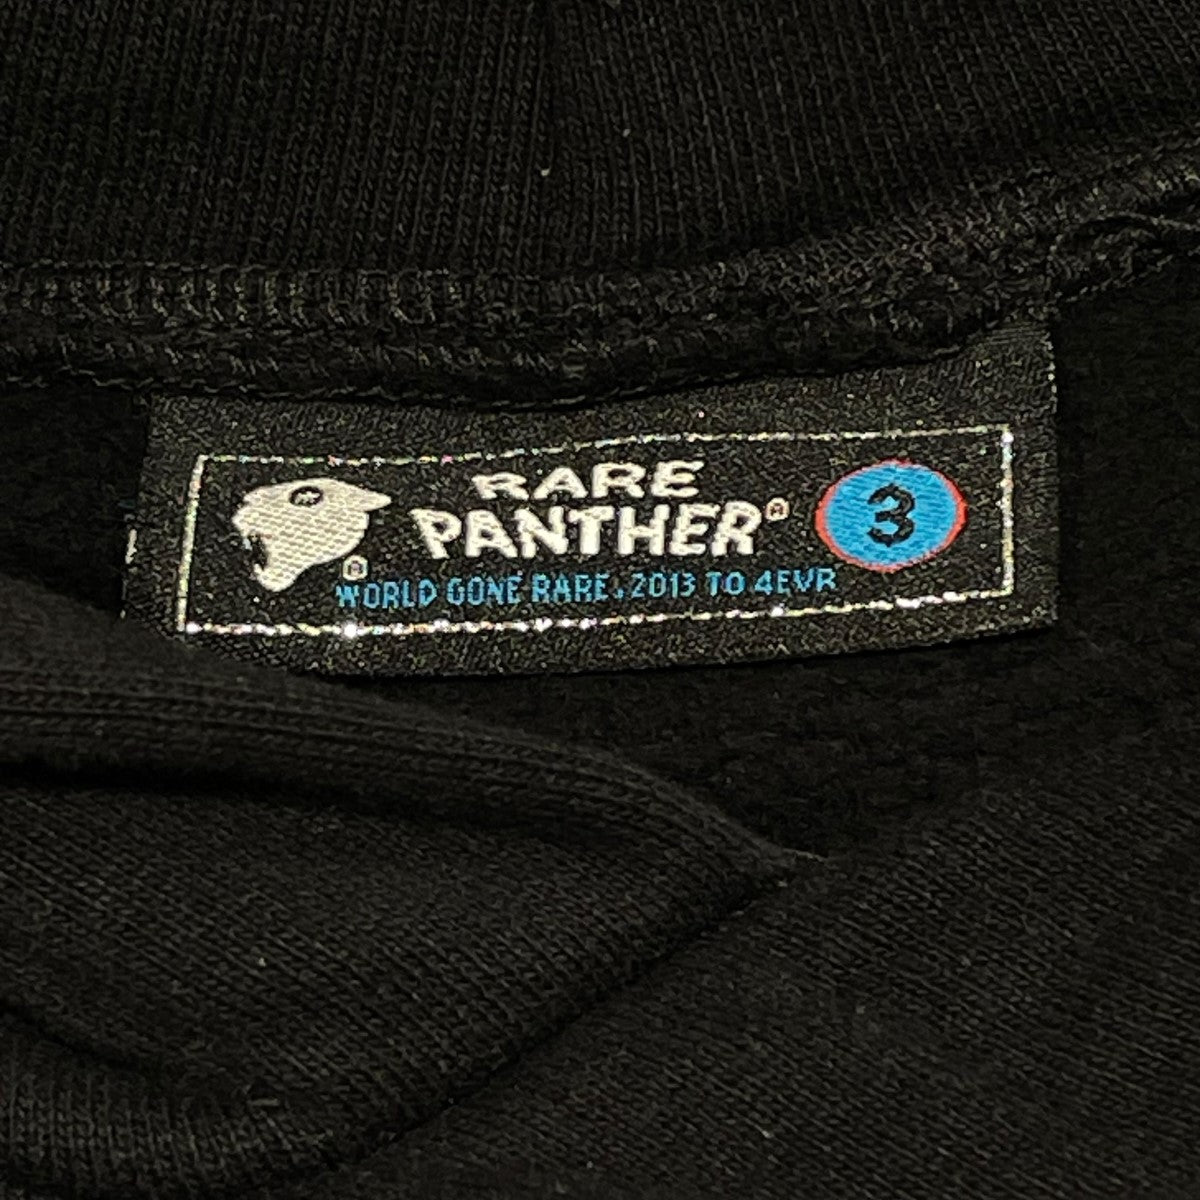 RARE
PANTHER®
3
®
WORLD GONE RARE. 2013 TO 4EVR